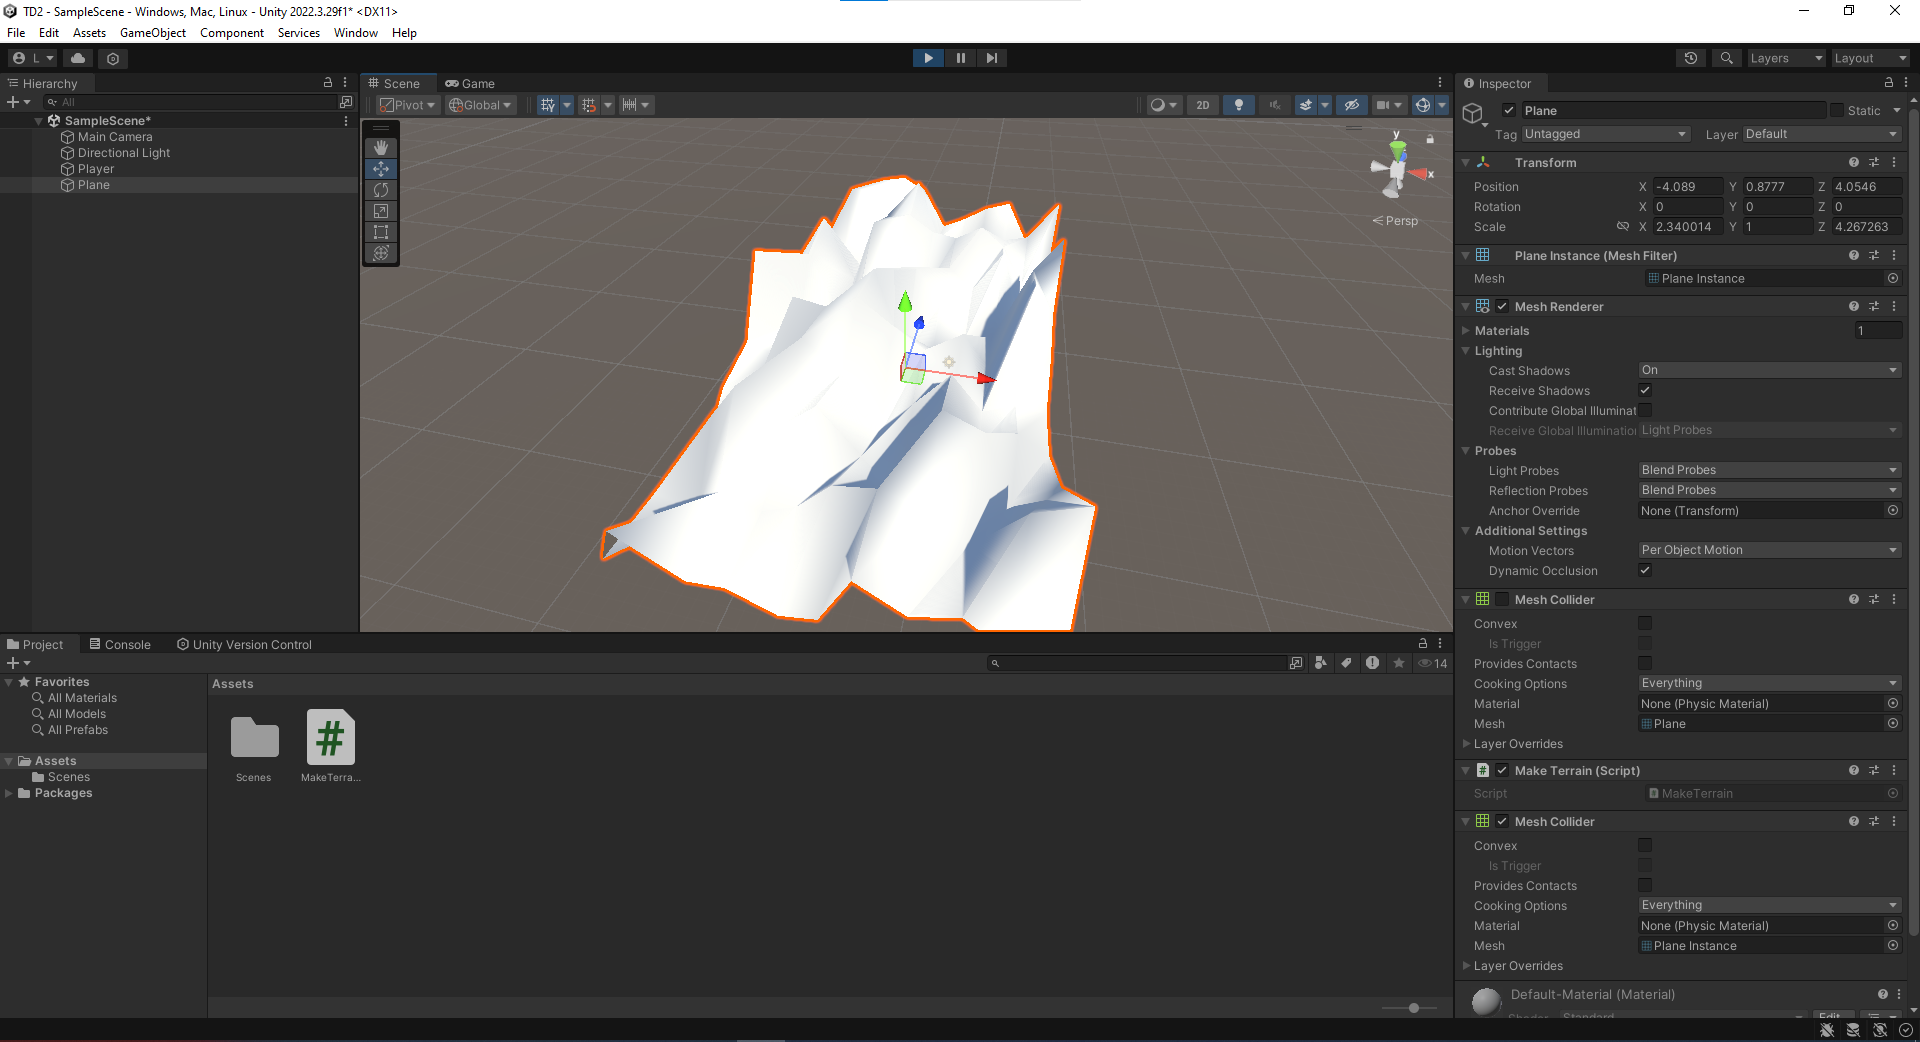 TD2 - SampleScene - Windows, Mac, Linux - Unity 2022.3.29f1* <DX11>
File Edit Assets GameObject Component Services Window Help
L Layers Layout
Hierarchy
All
SampleScene*
Main Camera
Directional Light
Player
Plane
Scene Game
Pivot Global 2D
y
x
Persp
Inspector
Plane Static
Tag Untagged Layer Default
Transform
Position X -4.089 Y 0.8777 Z 4.0546
Rotation X 0 Y 0 Z 0
Scale X 2.340014 Y 1 Z 4.267263
Plane Instance (Mesh Filter)
Mesh Plane Instance
Mesh Renderer
Materials 1
Lighting
Cast Shadows On
Receive Shadows
Contribute Global Illuminat
Receive Global Illumination Light Probes
Probes
Light Probes Blend Probes
Reflection Probes Blend Probes
Anchor Override None (Transform)
Additional Settings
Motion Vectors Per Object Motion
Dynamic Occlusion
Mesh Collider
Convex
Is Trigger
Provides Contacts
Cooking Options Everything
Material None (Physic Material)
Mesh Plane
Layer Overrides
Make Terrain (Script)
Script # MakeTerrain
Mesh Collider
Convex
Is Trigger
Provides Contacts
Cooking Options Everything
Material None (Physic Material)
Mesh Plane Instance
Layer Overrides
Default-Material (Material)
Shader Standard Edit...
Project Console Unity Version Control
14
Favorites
All Materials
All Models
All Prefabs
Assets
Scenes
Packages
Assets
#
Scenes MakeTerra...